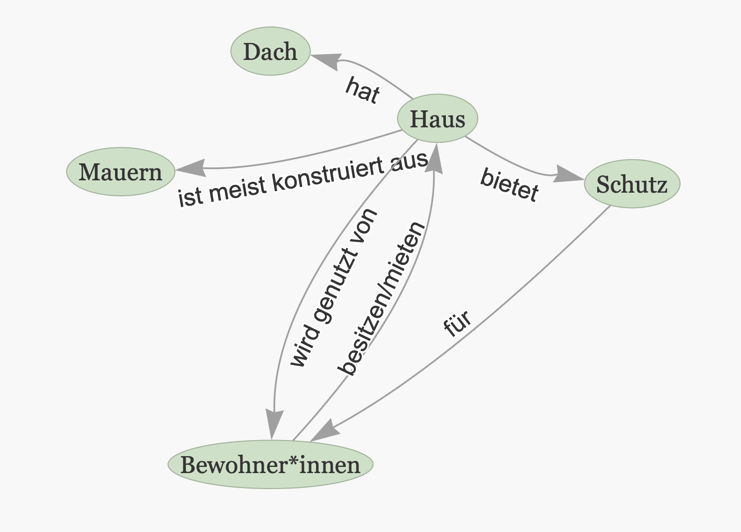 Dach
hat
Haus
Mauern
ist meist konstruiert aus
bietet
Schutz
wird genutzt von
besitzen/mieten
für
Bewohner*innen